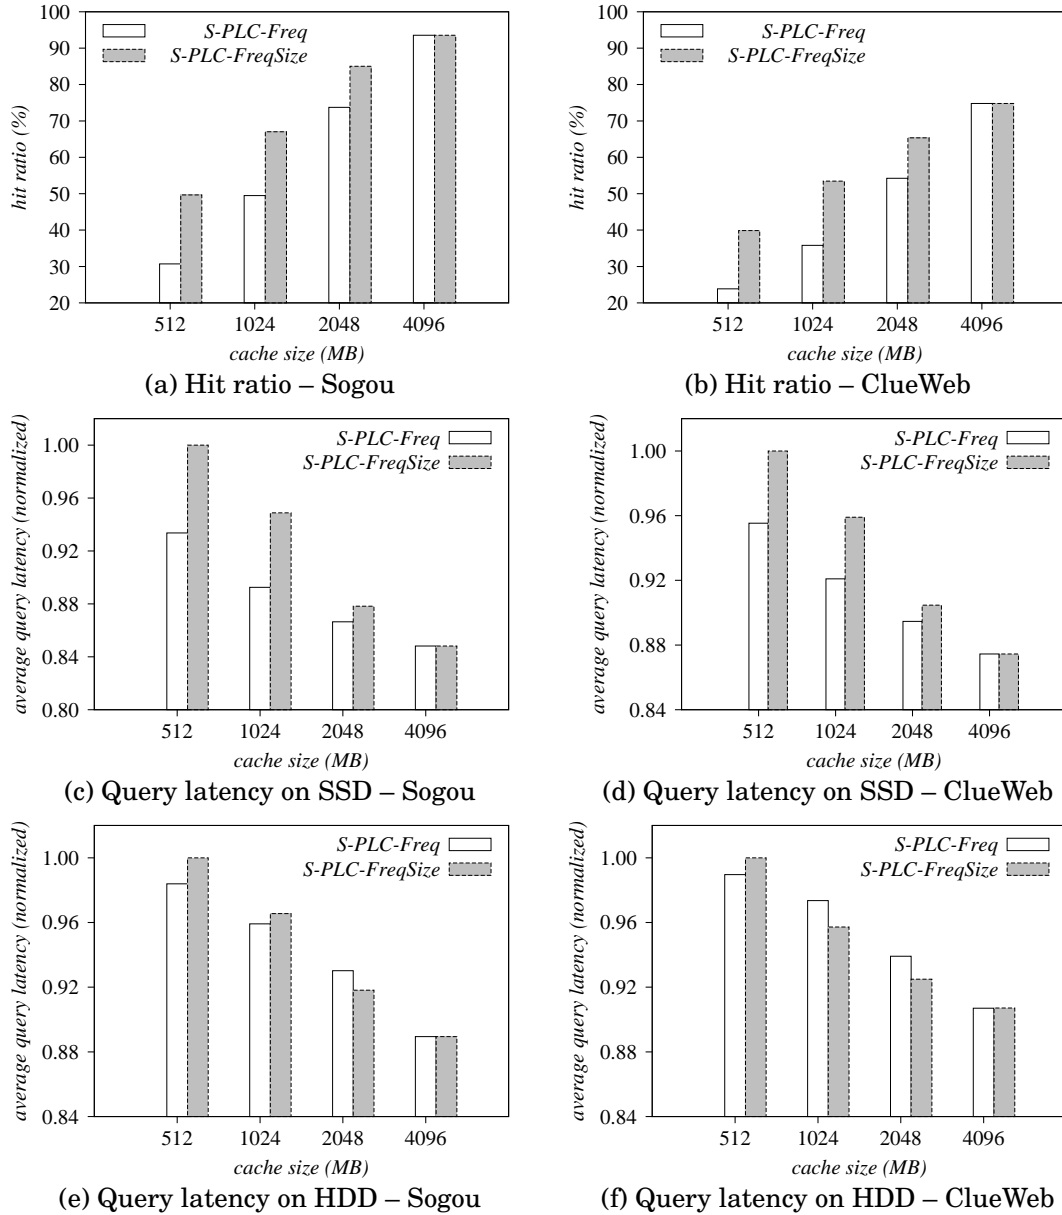 100
90
80
70
60
50
40
30
20
hit ratio (%)
S-PLC-Freq
S-PLC-FreqSize
512 1024 2048 4096
cache size (MB)
(a) Hit ratio – Sogou
100
90
80
70
60
50
40
30
20
hit ratio (%)
S-PLC-Freq
S-PLC-FreqSize
512 1024 2048 4096
cache size (MB)
(b) Hit ratio – ClueWeb
1.00
0.96
0.92
0.88
0.84
0.80
average query latency (normalized)
S-PLC-Freq
S-PLC-FreqSize
512 1024 2048 4096
cache size (MB)
(c) Query latency on SSD – Sogou
1.00
0.96
0.92
0.88
0.84
average query latency (normalized)
S-PLC-Freq
S-PLC-FreqSize
512 1024 2048 4096
cache size (MB)
(d) Query latency on SSD – ClueWeb
1.00
0.96
0.92
0.88
0.84
average query latency (normalized)
S-PLC-Freq
S-PLC-FreqSize
512 1024 2048 4096
cache size (MB)
(e) Query latency on HDD – Sogou
1.00
0.96
0.92
0.88
0.84
average query latency (normalized)
S-PLC-Freq
S-PLC-FreqSize
512 1024 2048 4096
cache size (MB)
(f) Query latency on HDD – ClueWeb